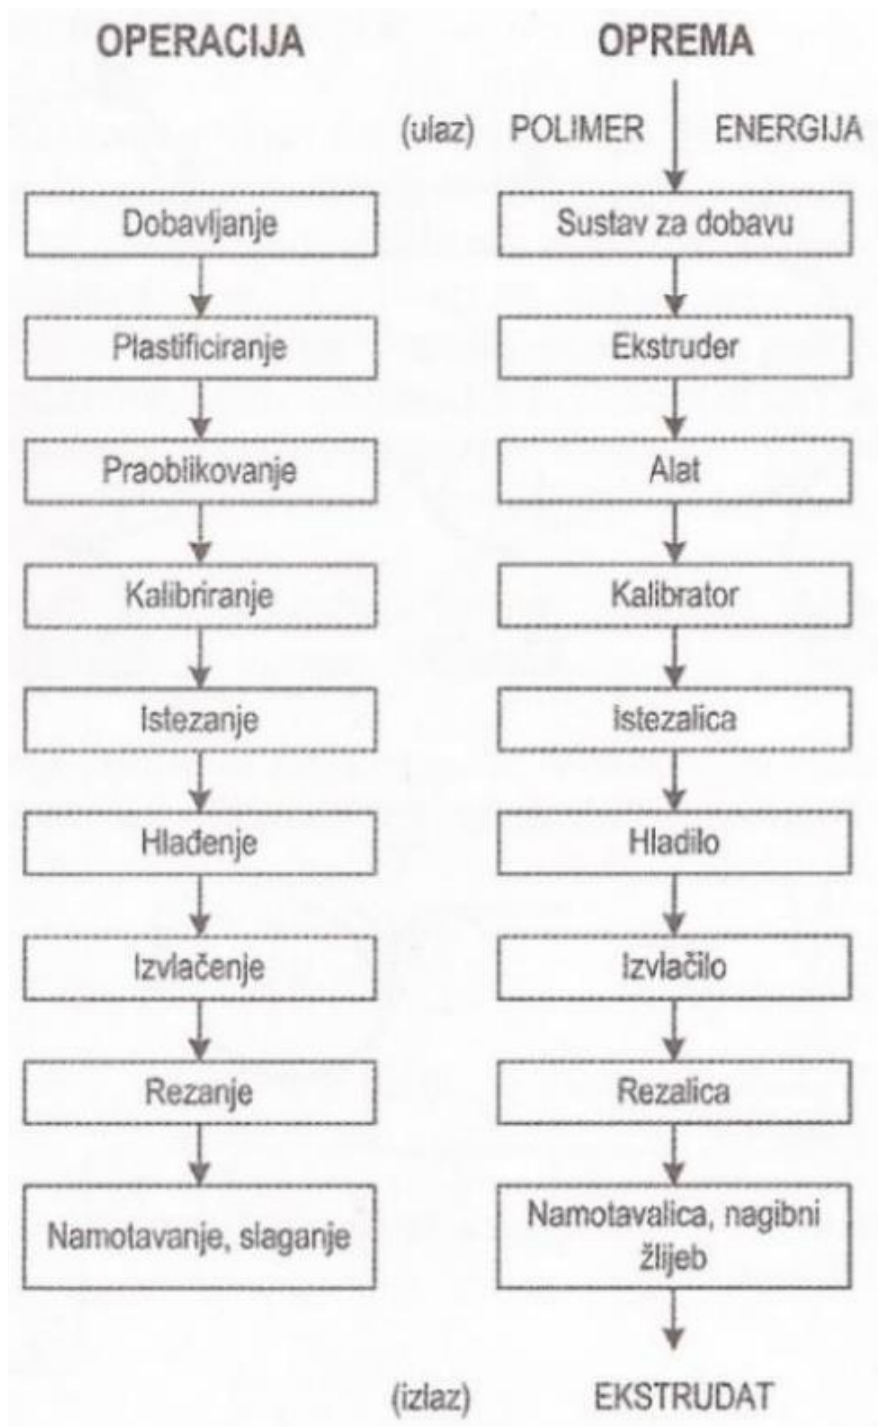 OPERACIJA OPREMA
(ulaz) POLIMER ENERGIJA
Dobavljanje Sustav za dobavu
Plastificiranje Ekstruder
Praoblikovanje Alat
Kalibriranje Kalibrator
Istezanje Istezalica
Hlađenje Hladilo
Izvlačenje Izvlačilo
Rezanje Rezalica
Namotavanje, slaganje Namotavalica, nagibni
žlijeb
(izlaz) EKSTRUDAT